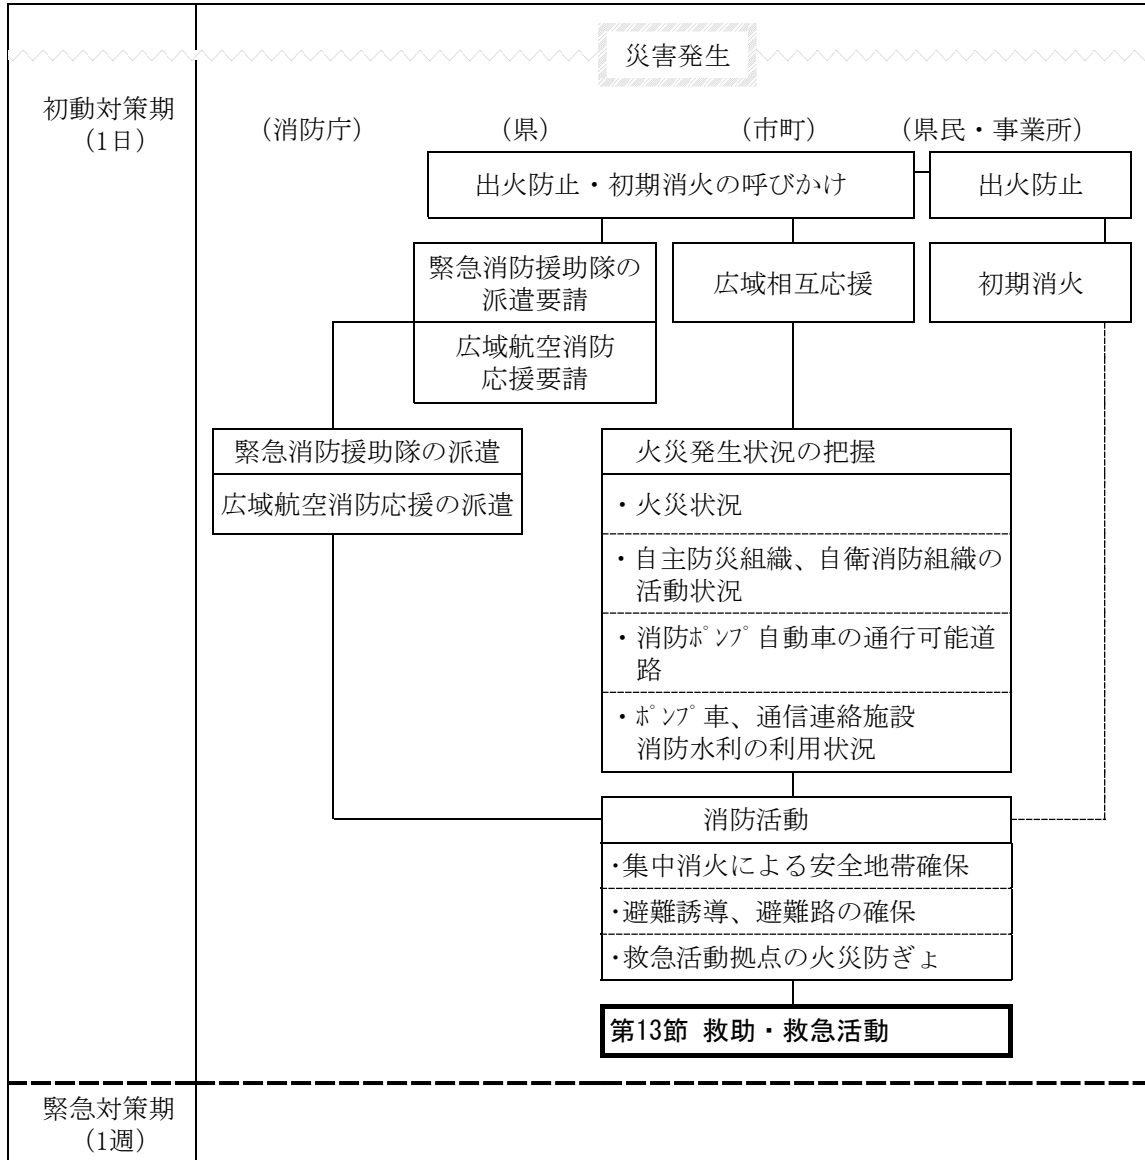 災害発生
初動対策期
(1日)
(消防庁)
(県)
(市町)
(県民・事業所)
出火防止・初期消火の呼びかけ
出火防止
緊急消防援助隊の
派遣要請
広域相互応援
初期消火
広域航空消防
応援要請
緊急消防援助隊の派遣
広域航空消防応援の派遣
火災発生状況の把握
・火災状況
・自主防災組織、自衛消防組織の
活動状況
・消防ﾎﾟﾝﾌﾟ自動車の通行可能道
路
・ﾎﾟﾝﾌﾟ車、通信連絡施設
消防水利の利用状況
消防活動
・集中消火による安全地帯確保
・避難誘導、避難路の確保
・救急活動拠点の火災防ぎょ
第13節 救助・救急活動
緊急対策期
(1週)